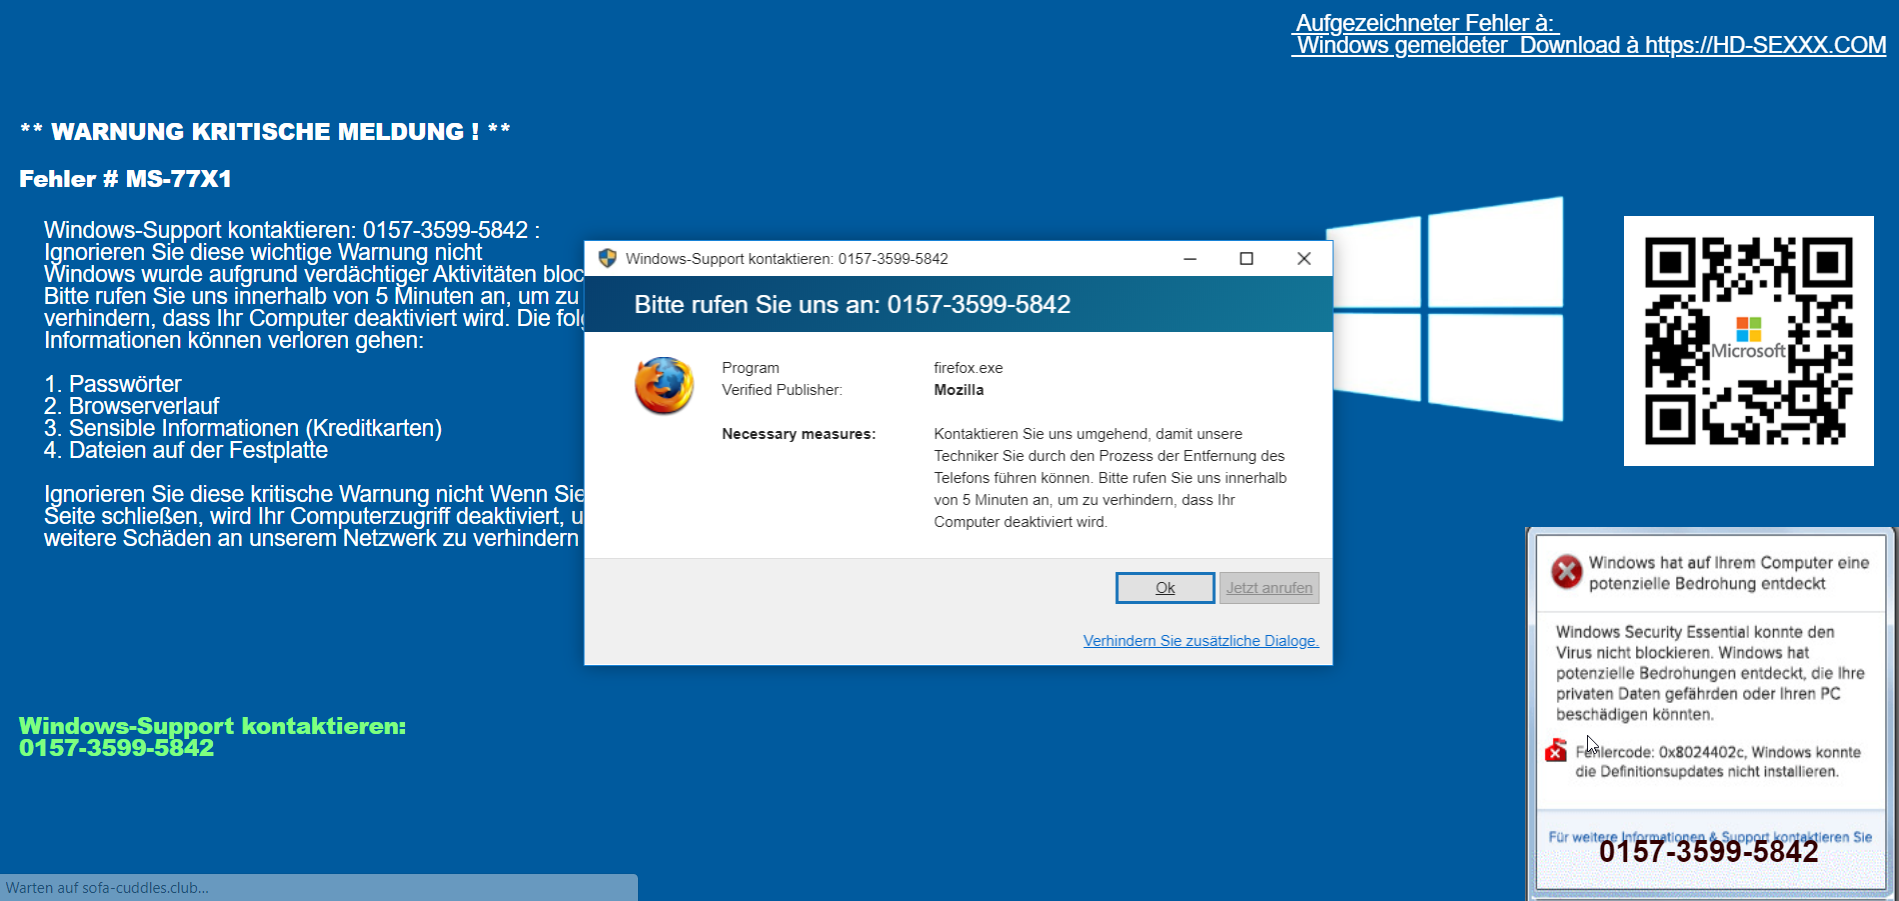 Aufgezeichneter Fehler à:
Windows gemeldeter Download à https://HD-SEXXX.COM
** WARNUNG KRITISCHE MELDUNG ! **
Fehler # MS-77X1
Windows-Support kontaktieren: 0157-3599-5842 :
Ignorieren Sie diese wichtige Warnung nicht
Windows wurde aufgrund verdächtiger Aktivitäten
Bitte rufen Sie uns innerhalb von 5 Minuten an, um zu
verhindern, dass Ihr Computer deaktiviert wird. Die
Informationen können verloren gehen:
1. Passwörter
2. Browserverlauf
3. Sensible Informationen (Kreditkarten)
4. Dateien auf der Festplatte
Ignorieren Sie diese kritische Warnung nicht Wenn Sie
Seite schließen, wird Ihr Computerzugriff deaktiviert,
weitere Schäden an unserem Netzwerk zu verhindern
Windows-Support kontaktieren:
0157-3599-5842
Warten auf sofa-cuddles.club...
Windows-Support kontaktieren: 0157-3599-5842
Bitte rufen Sie uns an: 0157-3599-5842
Program firefox.exe
Verified Publisher: Mozilla
Necessary measures: Kontaktieren Sie uns umgehend, damit unsere
Techniker Sie durch den Prozess der Entfernung des
Telefons führen können. Bitte rufen Sie uns innerhalb
von 5 Minuten an, um zu verhindern, dass Ihr
Computer deaktiviert wird.
Ok Jetzt anrufen
Verhindern Sie zusätzliche Dialoge.
Microsoft
Windows hat auf Ihrem Computer eine
potenzielle Bedrohung entdeckt
Windows Security Essential konnte den
Virus nicht blockieren. Windows hat
potenzielle Bedrohungen entdeckt, die Ihre
privaten Daten gefährden oder Ihren PC
beschädigen könnten.
Fehlercode: 0x8024402c, Windows konnte
die Definitionsupdates nicht installieren.
Für weitere Informationen & Support kontaktieren Sie
0157-3599-5842